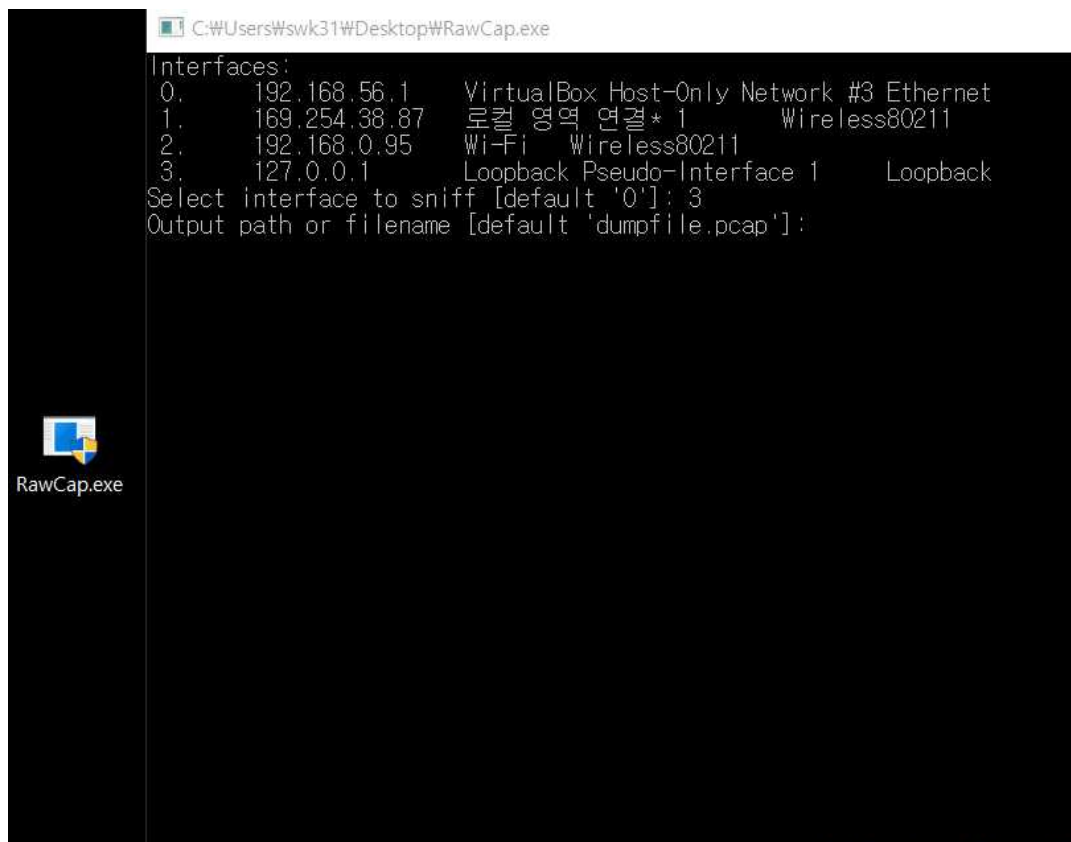 C:₩Users₩swk31₩Desktop₩RawCap.exe
Interfaces:
0. 192.168.56.1 VirtualBox Host-Only Network #3 Ethernet
1. 169.254.38.87 로컬 영역 연결* 1 Wireless80211
2. 192.168.0.95 Wi-Fi Wireless80211
3. 127.0.0.1 Loopback Pseudo-Interface 1 Loopback
Select interface to sniff [default '0']: 3
Output path or filename [default 'dumpfile.pcap']:
RawCap.exe